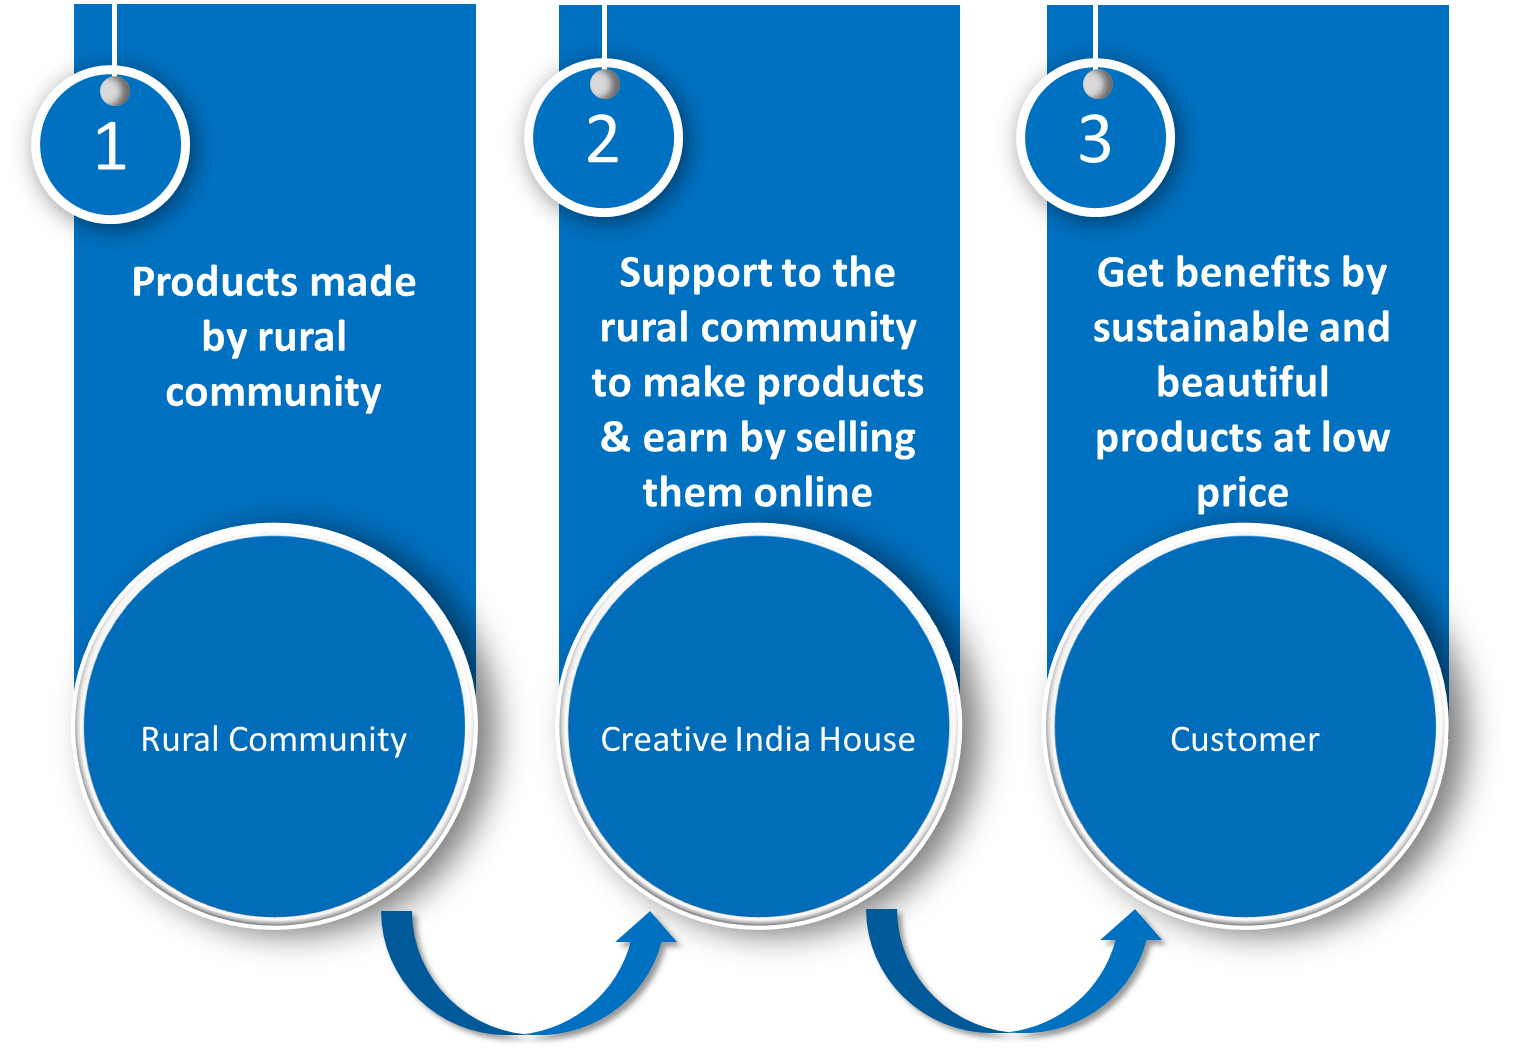 1
Products made
by rural
community
Rural Community
2
Support to the
rural community
to make products
& earn by selling
them online
Creative India House
3
Get benefits by
sustainable and
beautiful
products at low
price
Customer